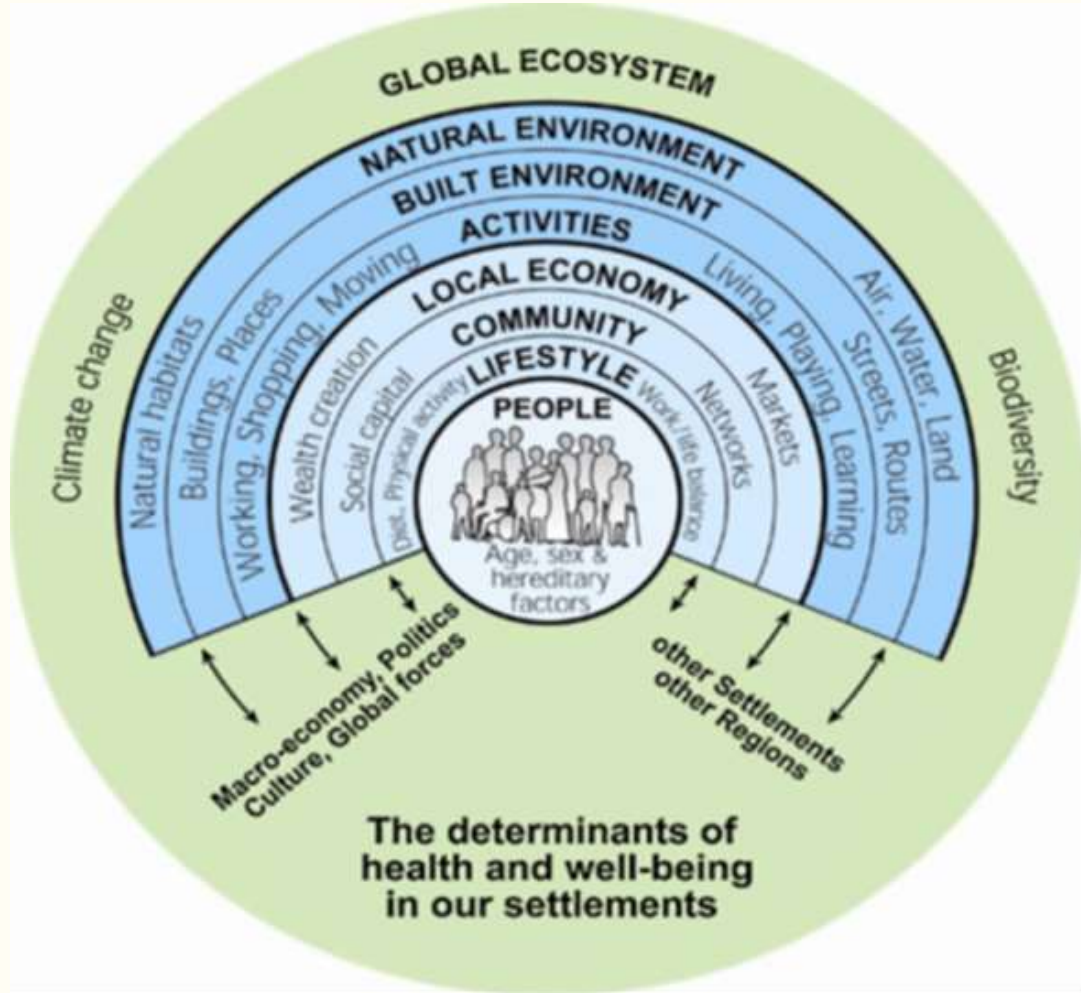 GLOBAL ECOSYSTEM
NATURAL ENVIRONMENT
BUILT ENVIRONMENT
ACTIVITIES
LOCAL ECONOMY
COMMUNITY
LIFESTYLE
PEOPLE
Age, sex &
hereditary
factors
Climate change
Biodiversity
Natural habitats
Air, Water, Land
Buildings, Places
Streets, Routes
Working, Shopping, Moving
Living, Playing, Learning
Wealth creation
Markets
Social capital
Networks
Diet, Physical activity
Work/life balance
Macro-economy, Politics
Culture, Global forces
other Settlements
other Regions
The determinants of
health and well-being
in our settlements